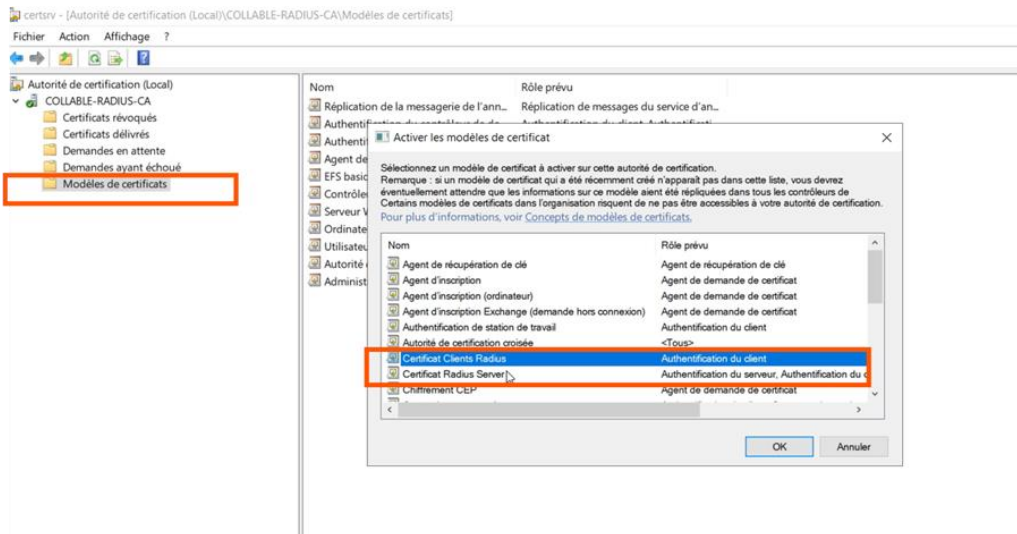 certsrv - [Autorité de certification (Local)\COLLABLE-RADIUS-CA\Modèles de certificats]
Fichier Action Affichage ?
Autorité de certification (Local)
COLLABLE-RADIUS-CA
Certificats révoqués
Certificats délivrés
Demandes en attente
Demandes ayant échoué
Modèles de certificats
Nom Rôle prévu
Réplication de la messagerie de l'ann... Réplication de messages du service d'an...
Authentifi
Agent de
EFS basic
Contrôle
Serveur
Ordinate
Utilisateu
Autorité
Administ
Activer les modèles de certificat
Sélectionnez un modèle de certificat à activer sur cette autorité de certification.
Remarque : si un modèle de certificat qui a été récemment créé n'apparaît pas dans cette liste, vous devrez
éventuellement attendre que les informations sur ce modèle aient été répliquées dans tous les contrôleurs de
Certains modèles de certificats dans l'organisation risquent de ne pas être accessibles à votre autorité de certification.
Pour plus d'informations, voir Concepts de modèles de certificats.
Nom Rôle prévu
Agent de récupération de clé Agent de récupération de clé
Agent d'inscription Agent de demande de certificat
Agent d'inscription (ordinateur) Agent de demande de certificat
Agent d'inscription Exchange (demande hors connexion) Agent de demande de certificat
Authentification de station de travail Authentification du client
Autorité de certification croisée <Tous>
Certificat Clients Radius Authentification du client
Certificat Radius Server Authentification du serveur, Authentification du c
Chiffrement CEP Agent de demande de certificat
OK Annuler